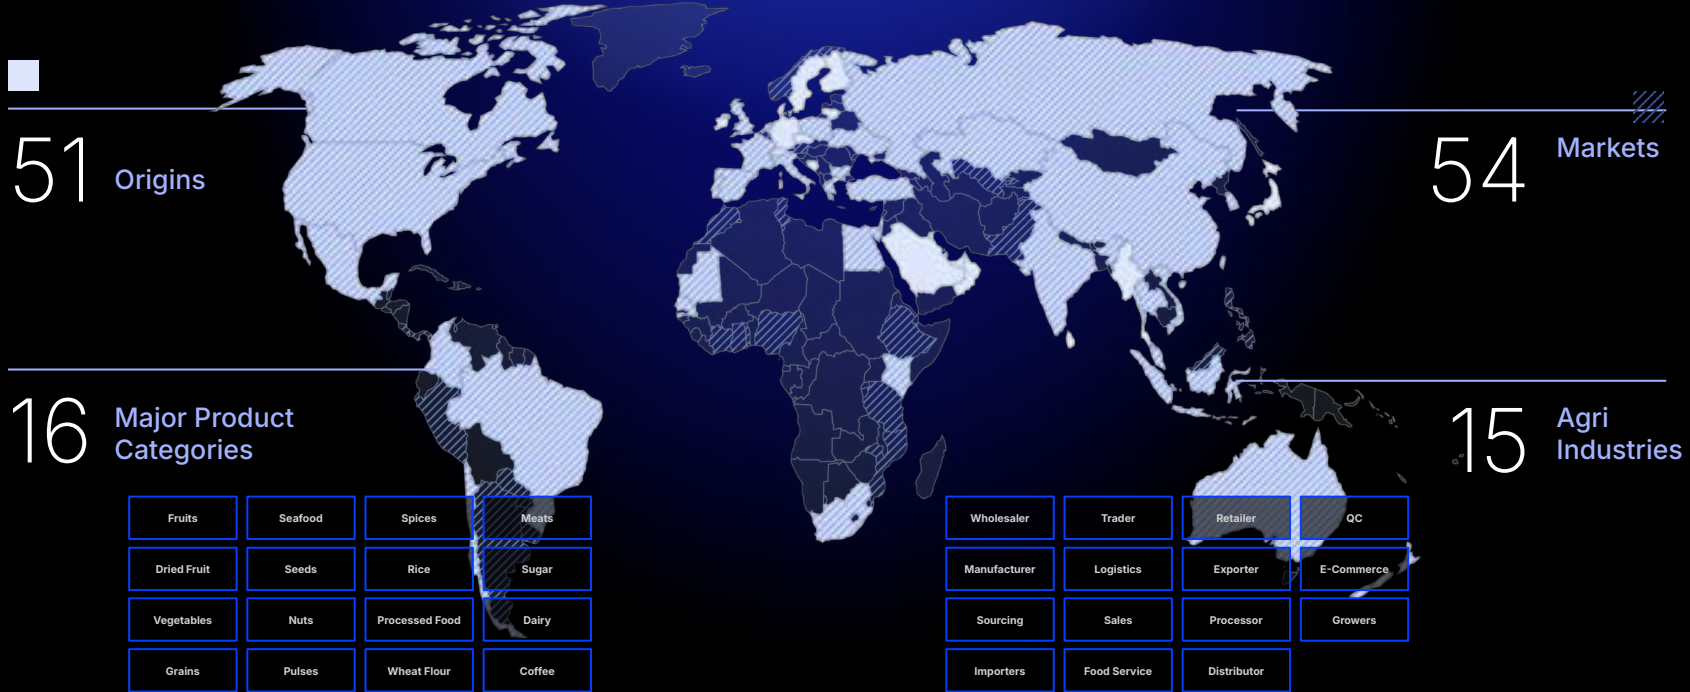 51
Origins
54
Markets
16
Major Product
Categories
15
Agri
Industries
Fruits
Seafood
Spices
Meats
Dried Fruit
Seeds
Rice
Sugar
Vegetables
Nuts
Processed Food
Dairy
Grains
Pulses
Wheat Flour
Coffee
Wholesaler
Trader
Retailer
QC
Manufacturer
Logistics
Exporter
E-Commerce
Sourcing
Sales
Processor
Growers
Importers
Food Service
Distributor